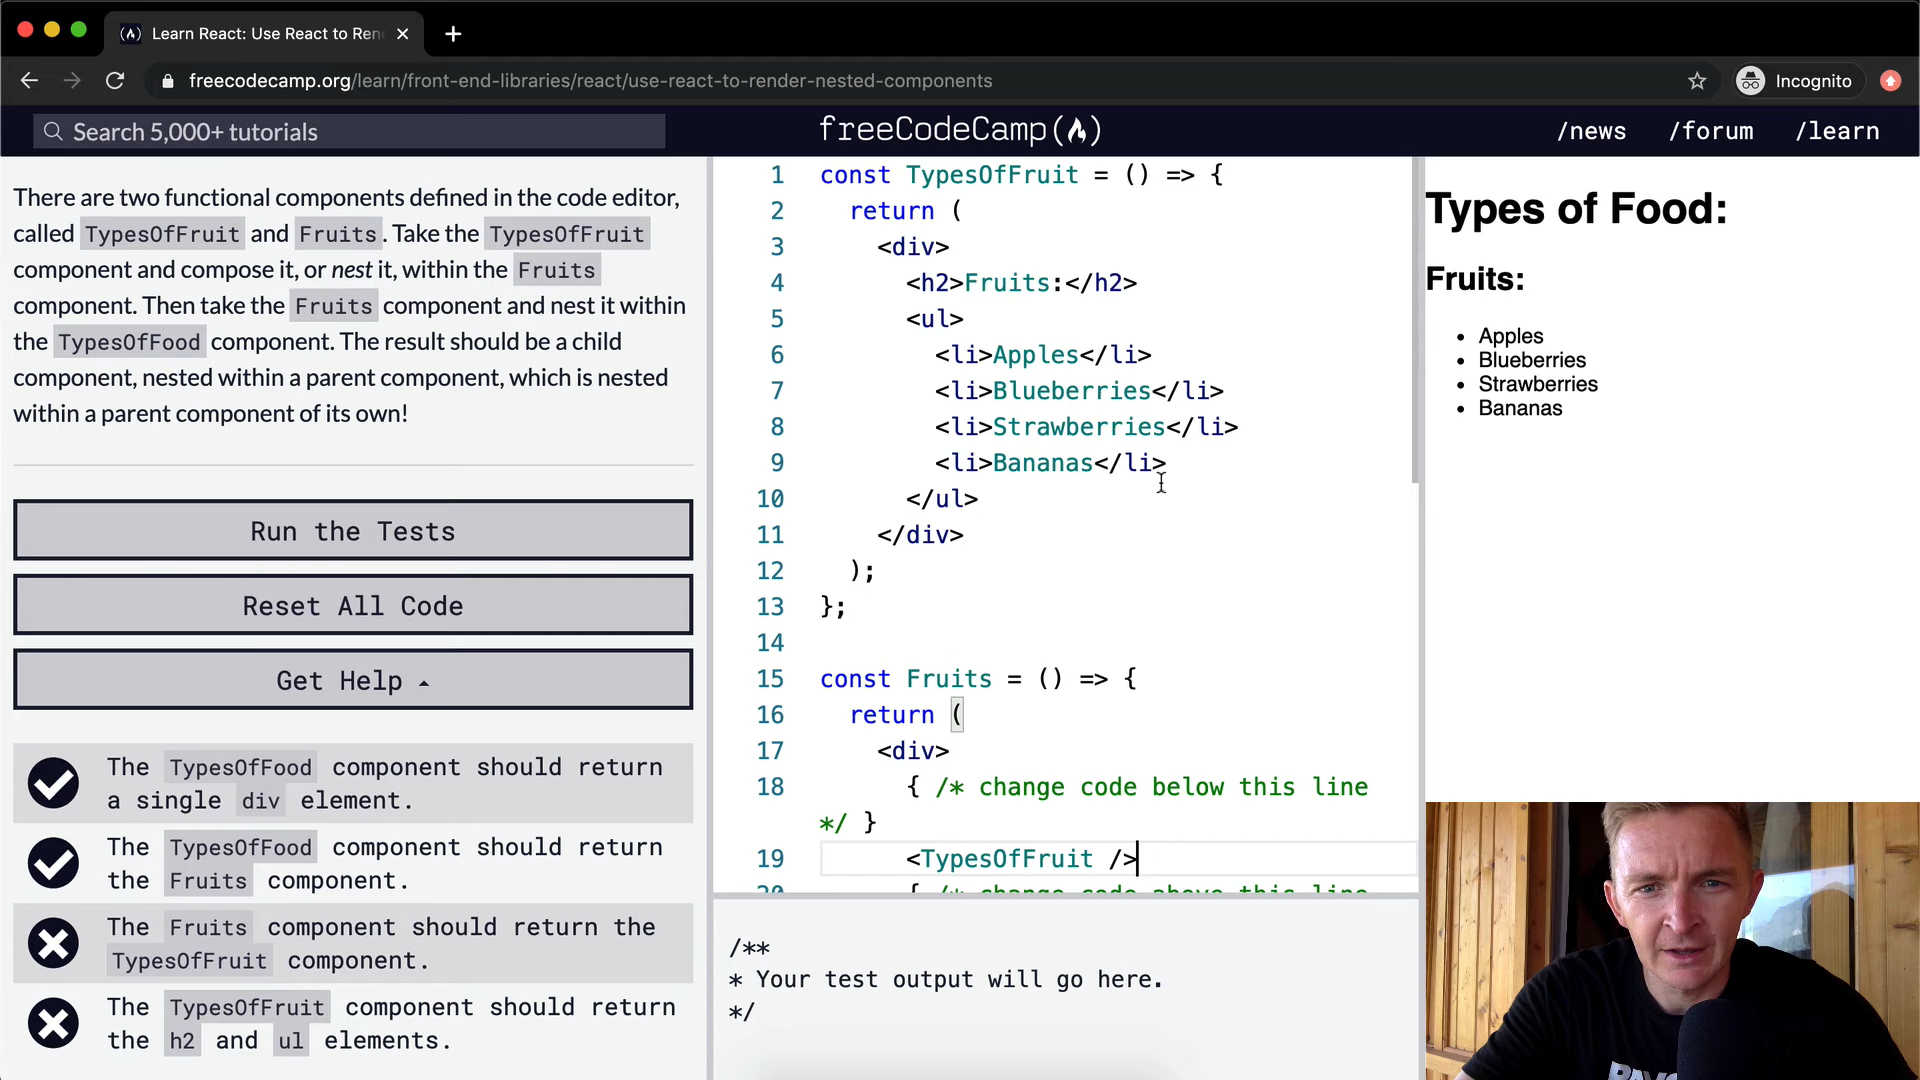 Learn React: Use React to Ren
freecodecamp.org/learn/front-end-libraries/react/use-react-to-render-nested-components
Incognito
Search 5,000+ tutorials
freeCodeCamp(🔥)
/news
/forum
/learn
There are two functional components defined in the code editor,
called TypesOfFruit and Fruits. Take the TypesOfFruit
component and compose it, or nest it, within the Fruits
component. Then take the Fruits component and nest it within
the TypesOfFood component. The result should be a child
component, nested within a parent component, which is nested
within a parent component of its own!
Run the Tests
Reset All Code
Get Help
The TypesOfFood component should return
a single div element.
The TypesOfFood component should return
the Fruits component.
The Fruits component should return the
TypesOfFruit component.
The TypesOfFruit component should return
the h2 and ul elements.
1 const TypesOfFruit = () => {
2 return (
3 <div>
4 <h2>Fruits:</h2>
5 <ul>
6 <li>Apples</li>
7 <li>Blueberries</li>
8 <li>Strawberries</li>
9 <li>Bananas</li>
10 </ul>
11 </div>
12 );
13 };
14
15 const Fruits = () => {
16 return (
17 <div>
18 { /* change code below this line
*/ }
19 <TypesOfFruit />
20 { /* change code above this line
/**
* Your test output will go here.
*/
Types of Food:
Fruits:
• Apples
• Blueberries
• Strawberries
• Bananas